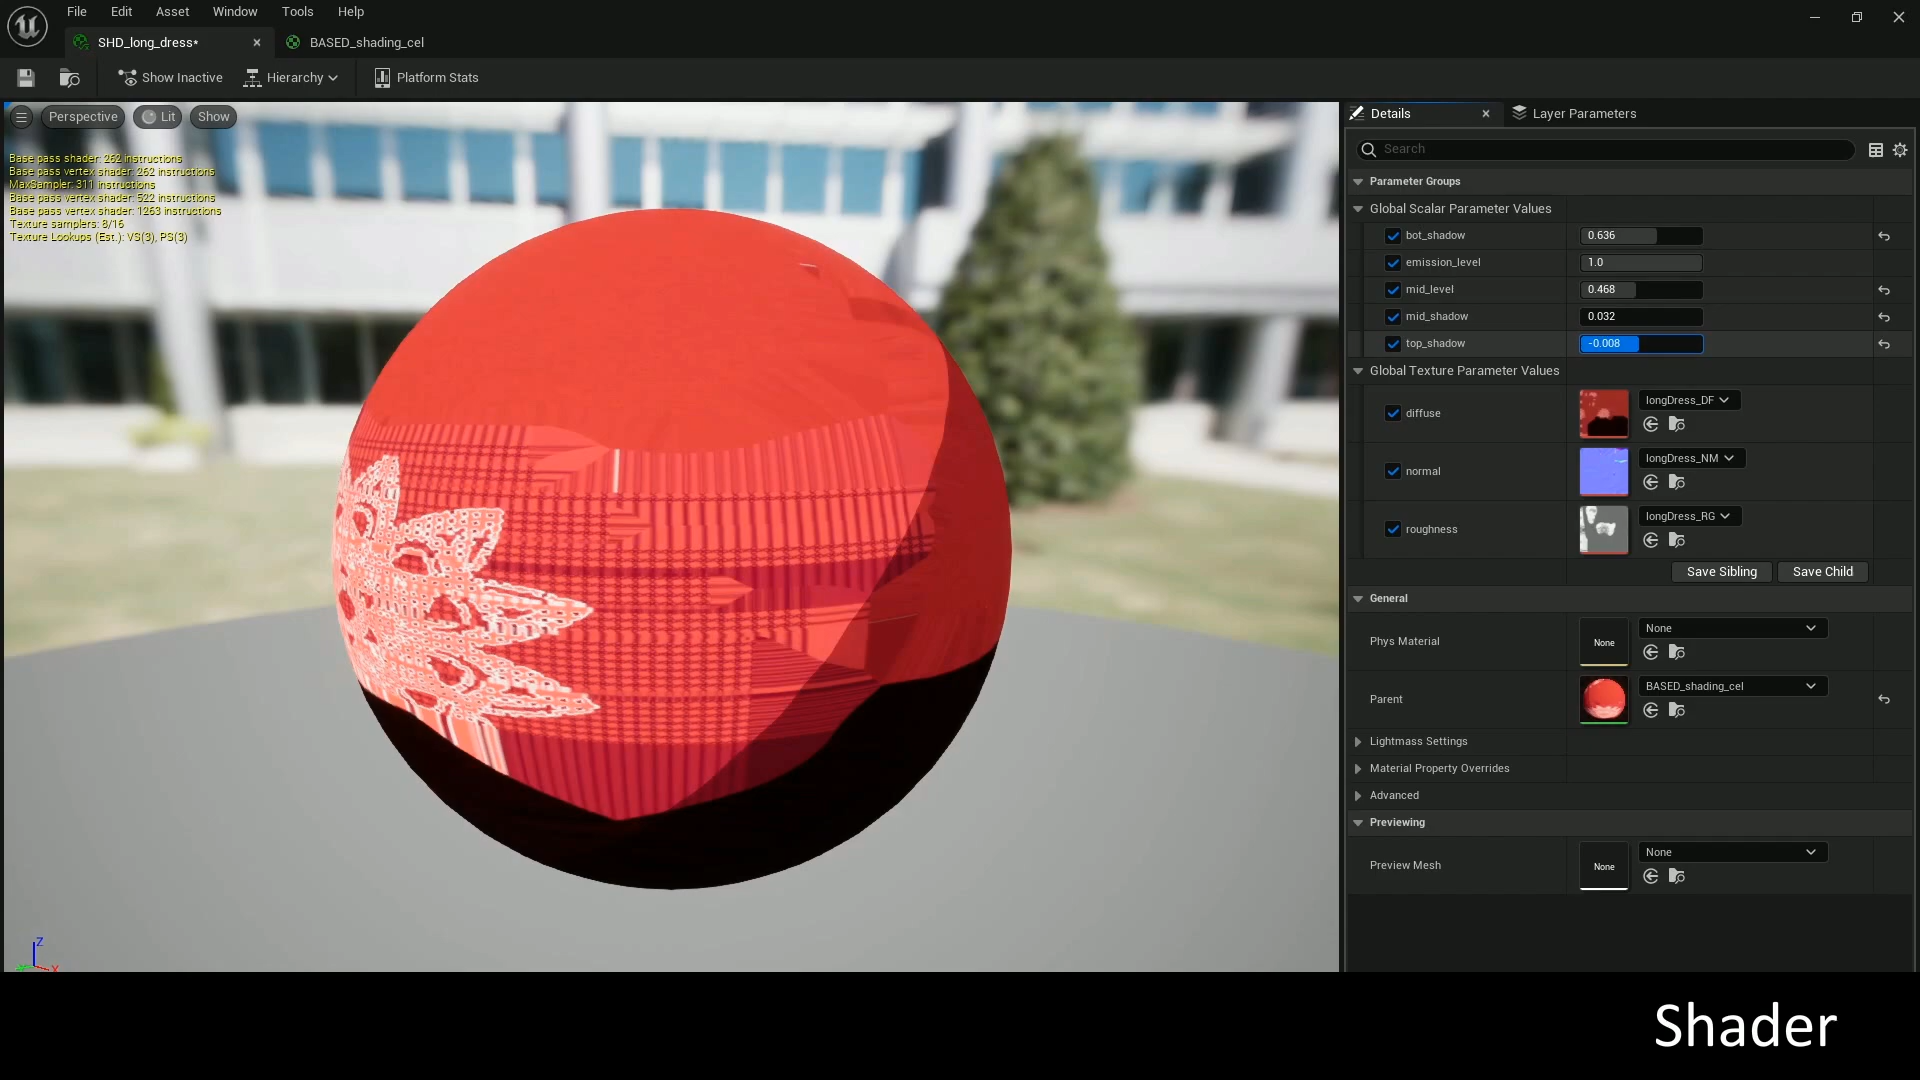 File Edit Asset Window Tools Help
SHD_long_dress* BASED_shading_cel
Show Inactive Hierarchy Platform Stats
Perspective Lit Show
Base pass shader: 262 instructions
Base pass vertex shader: 262 instructions
MaxSampler: 311 instructions
Base pass vertex shader: 522 instructions
Base pass vertex shader: 1263 instructions
Texture samplers: 8/16
Texture Lookups (Est.): VS(3), PS(3)
Z
X
Details Layer Parameters
Search
Parameter Groups
Global Scalar Parameter Values
bot_shadow 0.636
emission_level 1.0
mid_level 0.468
mid_shadow 0.032
top_shadow -0.008
Global Texture Parameter Values
diffuse longDress_DF
normal longDress_NM
roughness longDress_RG
Save Sibling Save Child
General
Phys Material None None
Parent BASED_shading_cel
Lightmass Settings
Material Property Overrides
Advanced
Previewing
Preview Mesh None None
Shader